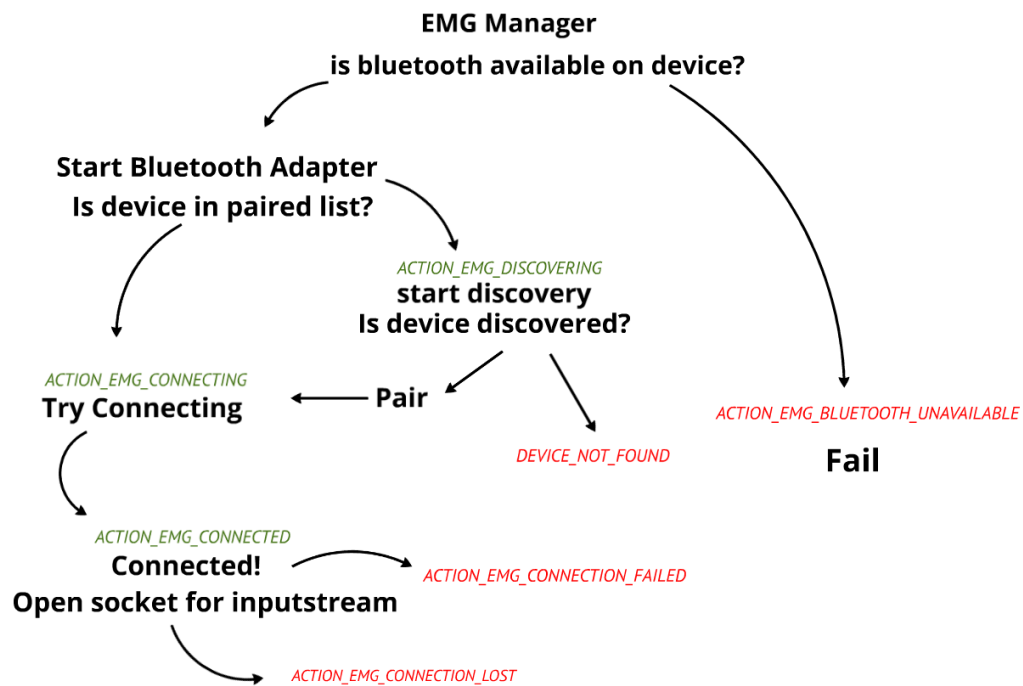 EMG Manager
is bluetooth available on device?
Start Bluetooth Adapter
Is device in paired list?
ACTION_EMG_DISCOVERING
start discovery
Is device discovered?
ACTION_EMG_CONNECTING
Try Connecting
Pair
ACTION_EMG_BLUETOOTH_UNAVAILABLE
Fail
DEVICE_NOT_FOUND
ACTION_EMG_CONNECTED
Connected!
Open socket for inputstream
ACTION_EMG_CONNECTION_FAILED
ACTION_EMG_CONNECTION_LOST